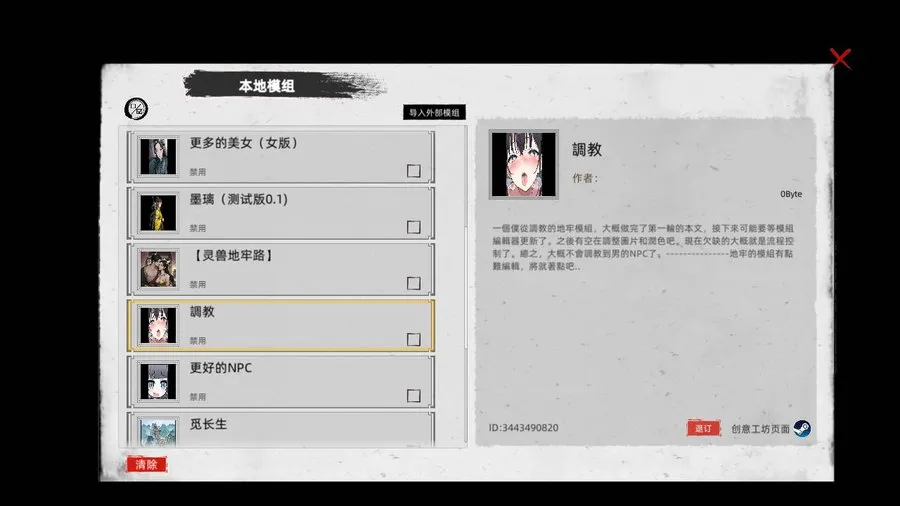 本地模组
导入外部模组
更多的美女（女版）
禁用
墨璃（测试版0.1)
禁用
【灵兽地牢路】
禁用
調教
禁用
更好的NPC
禁用
觅长生
清除
調教
作者：
0Byte
一個僕從調教的地牢模組，大概做完了第一輪的本文，接下來可能要等模組
編輯器更新了。之後有空在調整圖片和潤色吧。現在欠缺的大概就是流程控
制了。總之，大概不會調教到男的NPC了。---------------地牢的模組有點
難編輯，將就著點吧..
ID:3443490820
退订
创意工坊页面